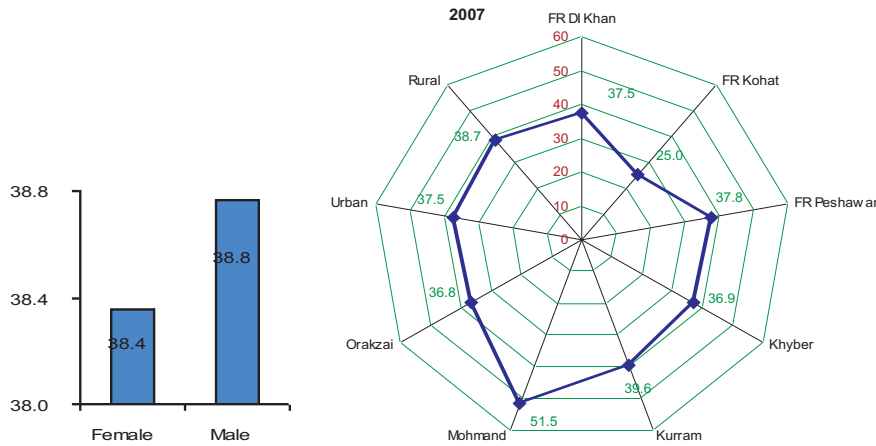 38.8
38.4
38.0
38.4
38.8
Female
Male
2007
FR DI Khan
60
50
40
30
20
10
0
Rural
FR Kohat
Urban
FR Peshawar
Orakzai
Khyber
Mohmand
Kurram
37.5
25.0
37.8
36.9
39.6
51.5
36.8
37.5
38.7